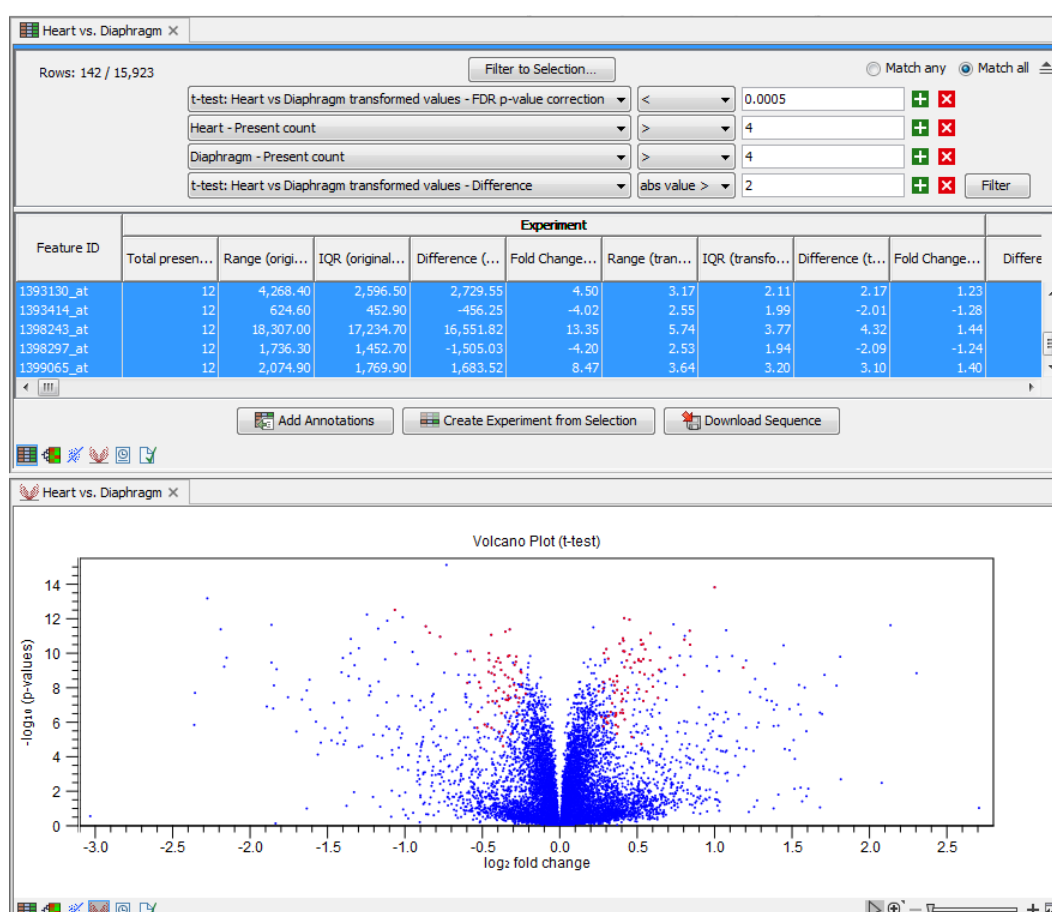 Heart vs. Diaphragm
Rows: 142 / 15,923
Filter to Selection...
Match any
Match all
t-test: Heart vs Diaphragm transformed values - FDR p-value correction < 0.0005
Heart - Present count > 4
Diaphragm - Present count > 4
t-test: Heart vs Diaphragm transformed values - Difference abs value > 2 Filter
Experiment
Feature ID Total presen... Range (origi... IQR (original... Difference (... Fold Change... Range (tran... IQR (transfo... Difference (t... Fold Change... Differe
1393130_at 12 4,268.40 2,596.50 2,729.55 4.50 3.17 2.11 2.17 1.23
1393414_at 12 624.60 452.90 -456.25 -4.02 2.55 1.99 -2.01 -1.28
1398243_at 12 18,307.00 17,234.70 16,551.82 13.35 5.74 3.77 4.32 1.44
1398297_at 12 1,736.30 1,452.70 -1,505.03 -4.20 2.53 1.94 -2.09 -1.24
1399065_at 12 2,074.90 1,769.90 1,683.52 8.47 3.64 3.20 3.10 1.40
Add Annotations
Create Experiment from Selection
Download Sequence
Heart vs. Diaphragm
Volcano Plot (t-test)
-log₁₀ (p-values)
14
12
10
8
6
4
2
0
-3.0 -2.5 -2.0 -1.5 -1.0 -0.5 0.0 0.5 1.0 1.5 2.0 2.5
log₂ fold change